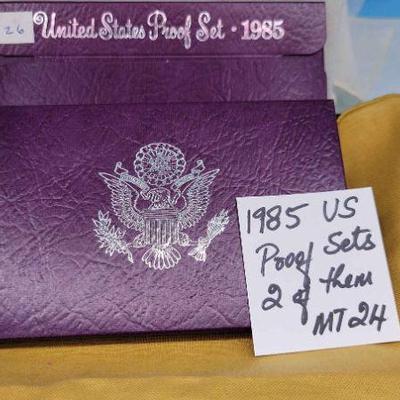 26
United States Proof Set · 1985
1985 US
Proof Sets
2 of them
MT24